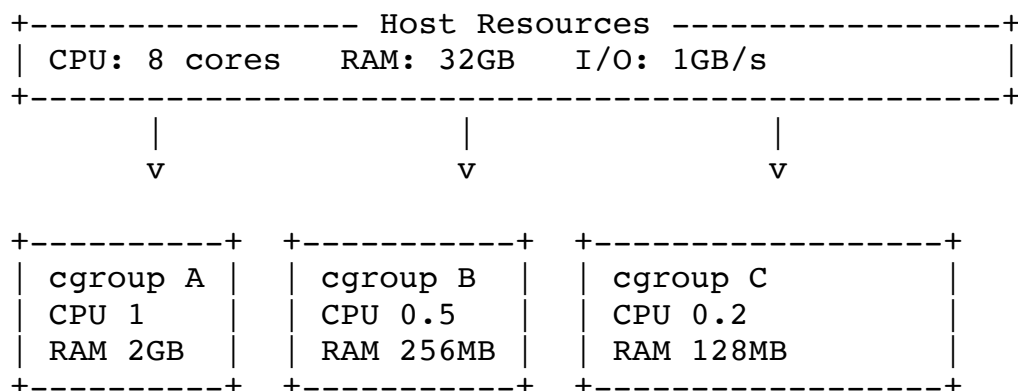 +----------------- Host Resources -----------------+
| CPU: 8 cores   RAM: 32GB   I/O: 1GB/s            |
+--------------------------------------------------+
       |               |               |
       v               v               v
+----------+  +------------+  +------------------+
| cgroup A |  | cgroup B   |  | cgroup C         |
| CPU 1    |  | CPU 0.5    |  | CPU 0.2          |
| RAM 2GB  |  | RAM 256MB  |  | RAM 128MB        |
+----------+  +------------+  +------------------+